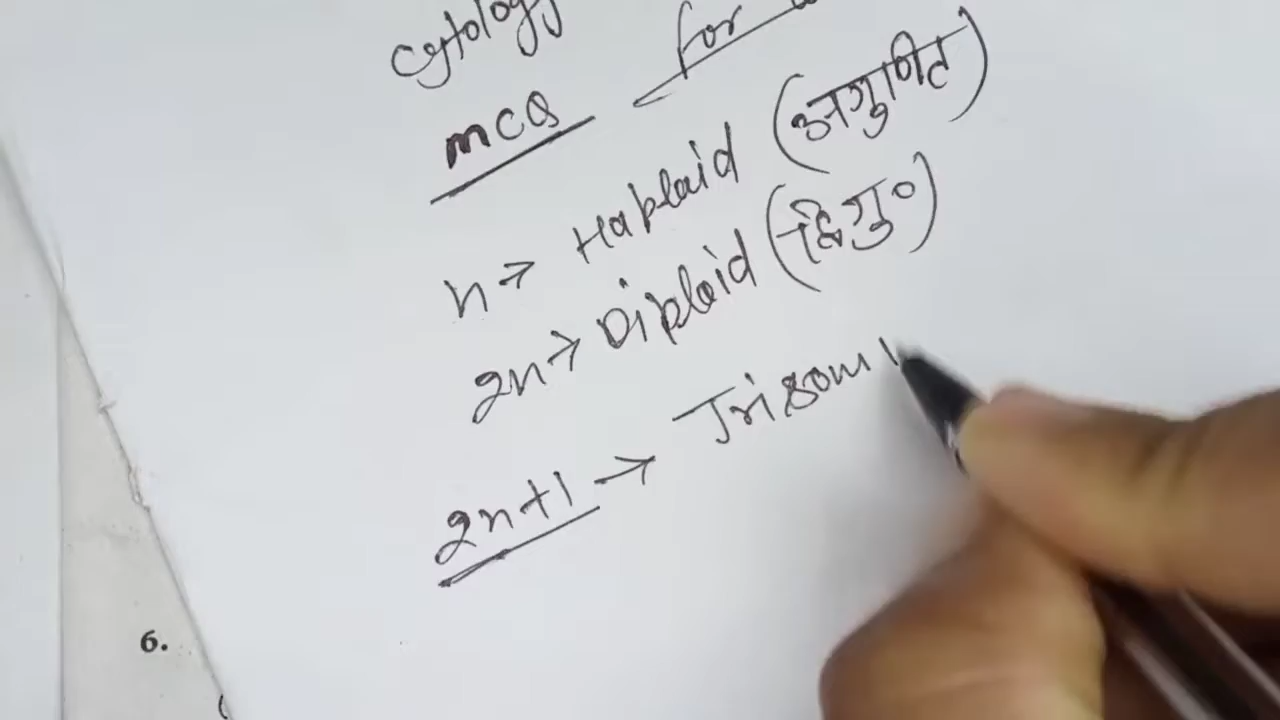 Cytology
MCQ for
n → Haploid (अगुणित)
2n → Diploid (द्विगु०)
2n+1 → Trisom
6.